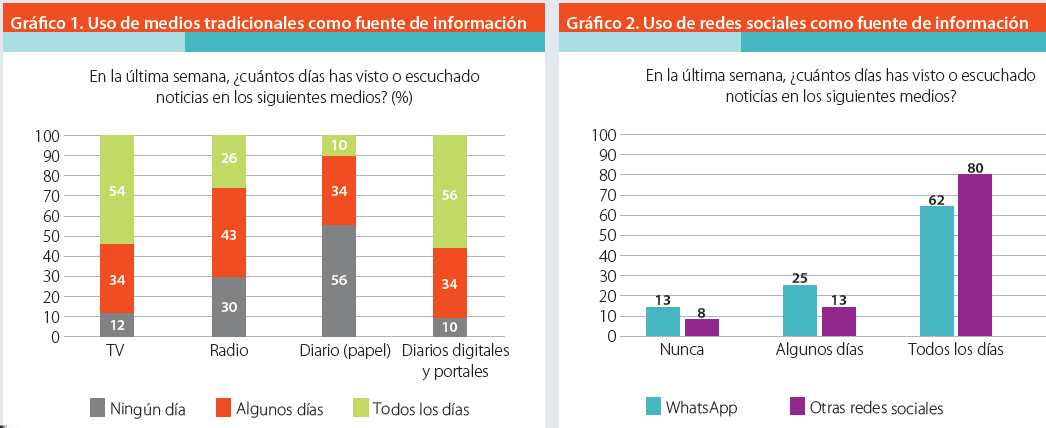 Gráfico 1. Uso de medios tradicionales como fuente de información
En la última semana, ¿cuántos días has visto o escuchado
noticias en los siguientes medios? (%)
100
90
80
70
60
50
40
30
20
10
0
54
34
12
26
43
30
10
34
56
56
34
10
TV
Radio
Diario (papel)
Diarios digitales
y portales
Ningún día
Algunos días
Todos los días
Gráfico 2. Uso de redes sociales como fuente de información
En la última semana, ¿cuántos días has visto o escuchado
noticias en los siguientes medios?
100
90
80
70
60
50
40
30
20
10
0
13
8
25
13
62
80
Nunca
Algunos días
Todos los días
WhatsApp
Otras redes sociales